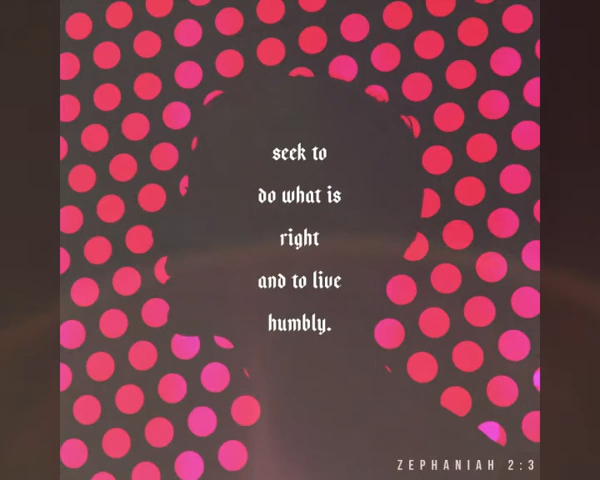 seek to
do what is
right
and to live
humbly.
ZEPHANIAH 2:3